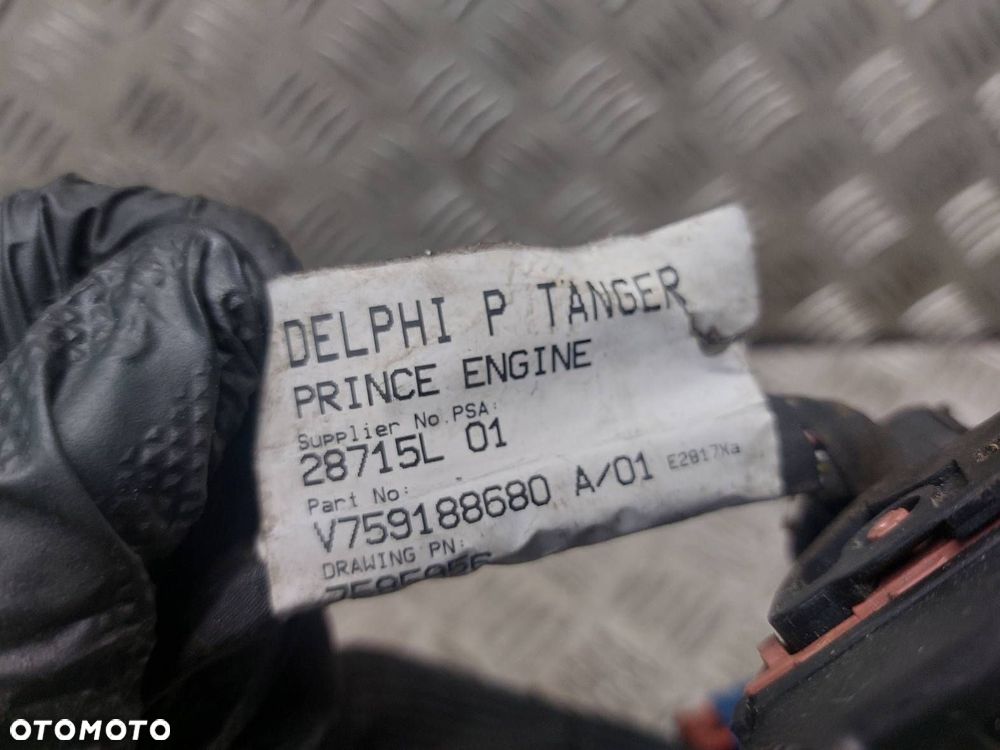 DELPHI P TANGER
PRINCE ENGINE
Supplier No.PSA:
28715L 01
Part No:
V759188680 A/01 E2817Xa
DRAWING PN:
OTOMOTO